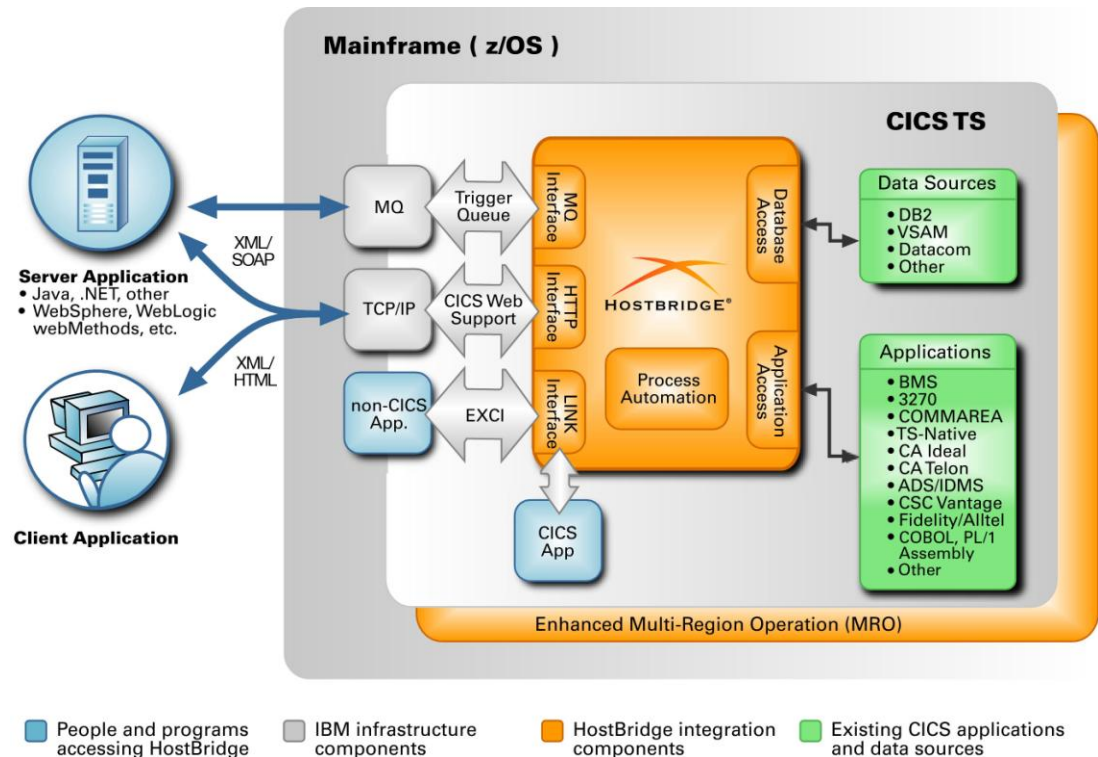 Mainframe ( z/OS )
CICS TS
Server Application
• Java, .NET, other
• WebSphere, WebLogic
webMethods, etc.
Client Application
XML/
SOAP
XML/
HTML
MQ
Trigger
Queue
MQ
Interface
TCP/IP
CICS Web
Support
HTTP
Interface
non-CICS
App.
EXCI
LINK
Interface
CICS
App
HOSTBRIDGE®
Process
Automation
Database
Access
Application
Access
Data Sources
• DB2
• VSAM
• Datacom
• Other
Applications
• BMS
• 3270
• COMMAREA
• TS-Native
• CA Ideal
• CA Telon
• ADS/IDMS
• CSC Vantage
• Fidelity/Alltel
• COBOL, PL/1
Assembly
• Other
Enhanced Multi-Region Operation (MRO)
People and programs
accessing HostBridge
IBM infrastructure
components
HostBridge integration
components
Existing CICS applications
and data sources